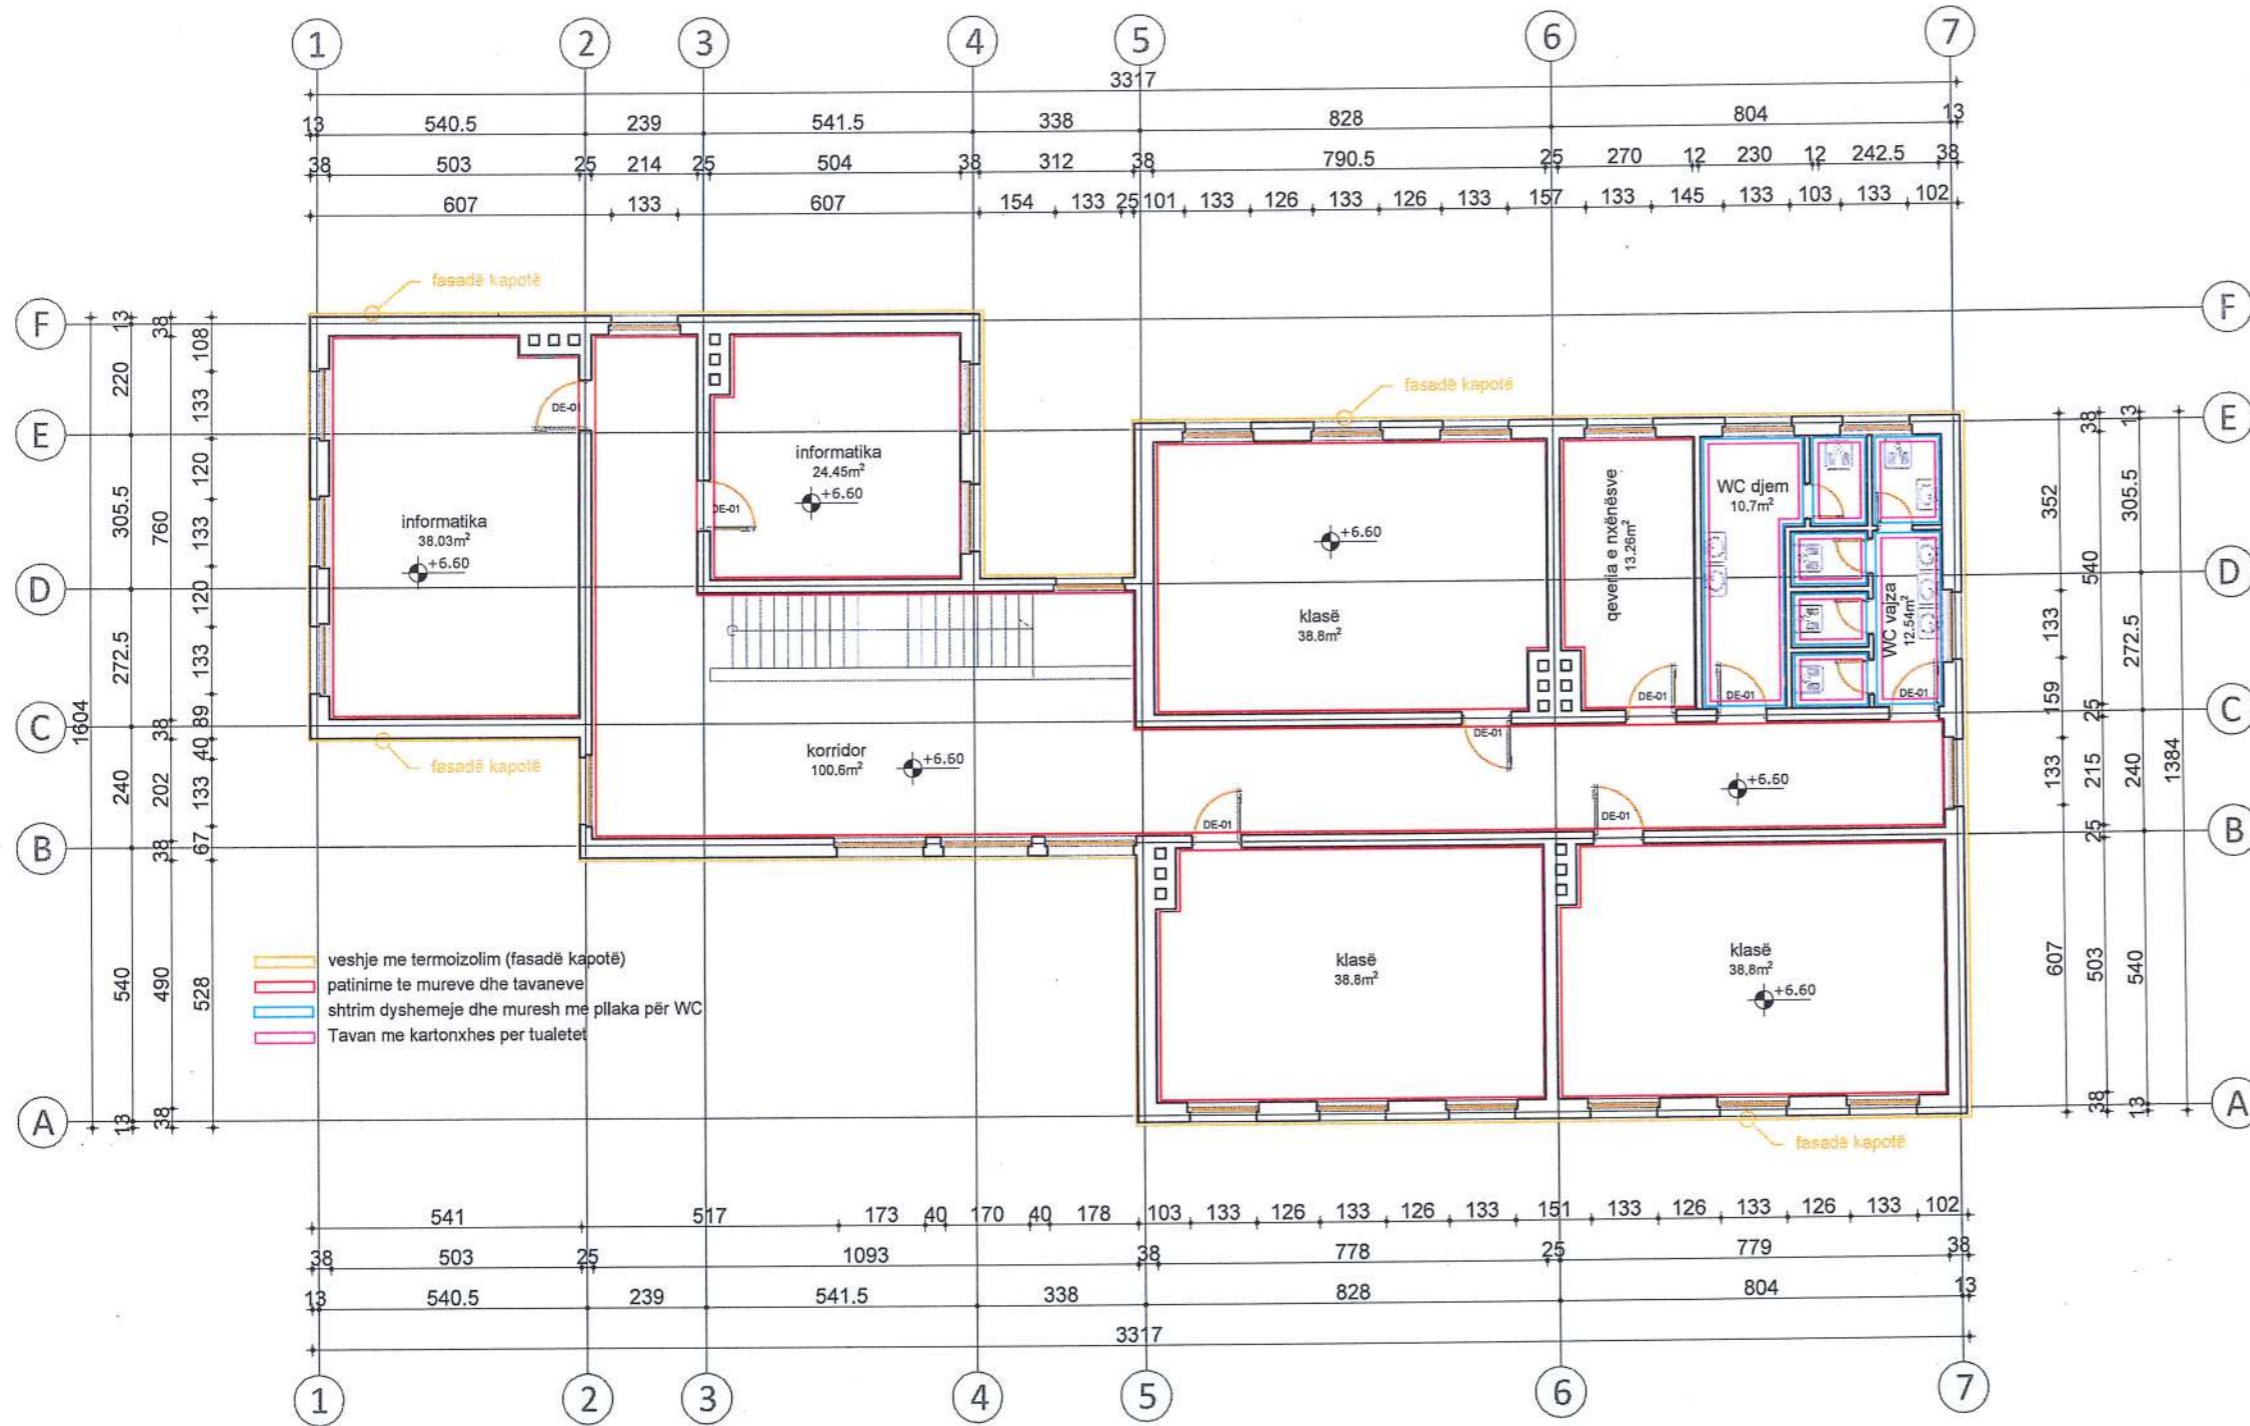 1 2 3 4 5 6 7
3317
13 540.5 239 541.5 338 828 804 13
38 503 25 214 25 504 38 312 38 790.5 25 270 12 230 12 242.5 38
607 133 607 154 133 25 101 133 126 133 126 133 157 133 145 133 103 133 102
fasadë kapotë
fasadë kapotë
F
E
D
C
B
A
1604
13 220 305.5 272.5 240 540 13
38 760 38 202 38 490 38
108 133 120 133 120 133 89 40 133 67 528
informatika
38.03m²
+6.60
DE-01
informatika
24.45m²
+6.60
DE-01
+6.60
klasë
38.8m²
qeveria e nxënësve
13.26m²
WC djem
10.7m²
WC vajza
12.54m²
DE-01
DE-01
DE-01
DE-01
korridor
100.6m²
+6.60
+6.60
DE-01
DE-01
fasadë kapotë
klasë
38.8m²
klasë
38.8m²
+6.60
fasadë kapotë
F
E
D
C
B
A
352 133 159 133 607
38 540 25 215 25 503 38
13 305.5 272.5 240 540 13
1384
veshje me termoizolim (fasadë kapotë)
patinime te mureve dhe tavaneve
shtrim dyshemeje dhe muresh me pllaka për WC
Tavan me kartonxhes per tualetet
541 517 173 40 170 40 178 103 133 126 133 126 133 151 133 126 133 126 133 102
38 503 25 1093 38 778 25 779 38
13 540.5 239 541.5 338 828 804 13
3317
1 2 3 4 5 6 7